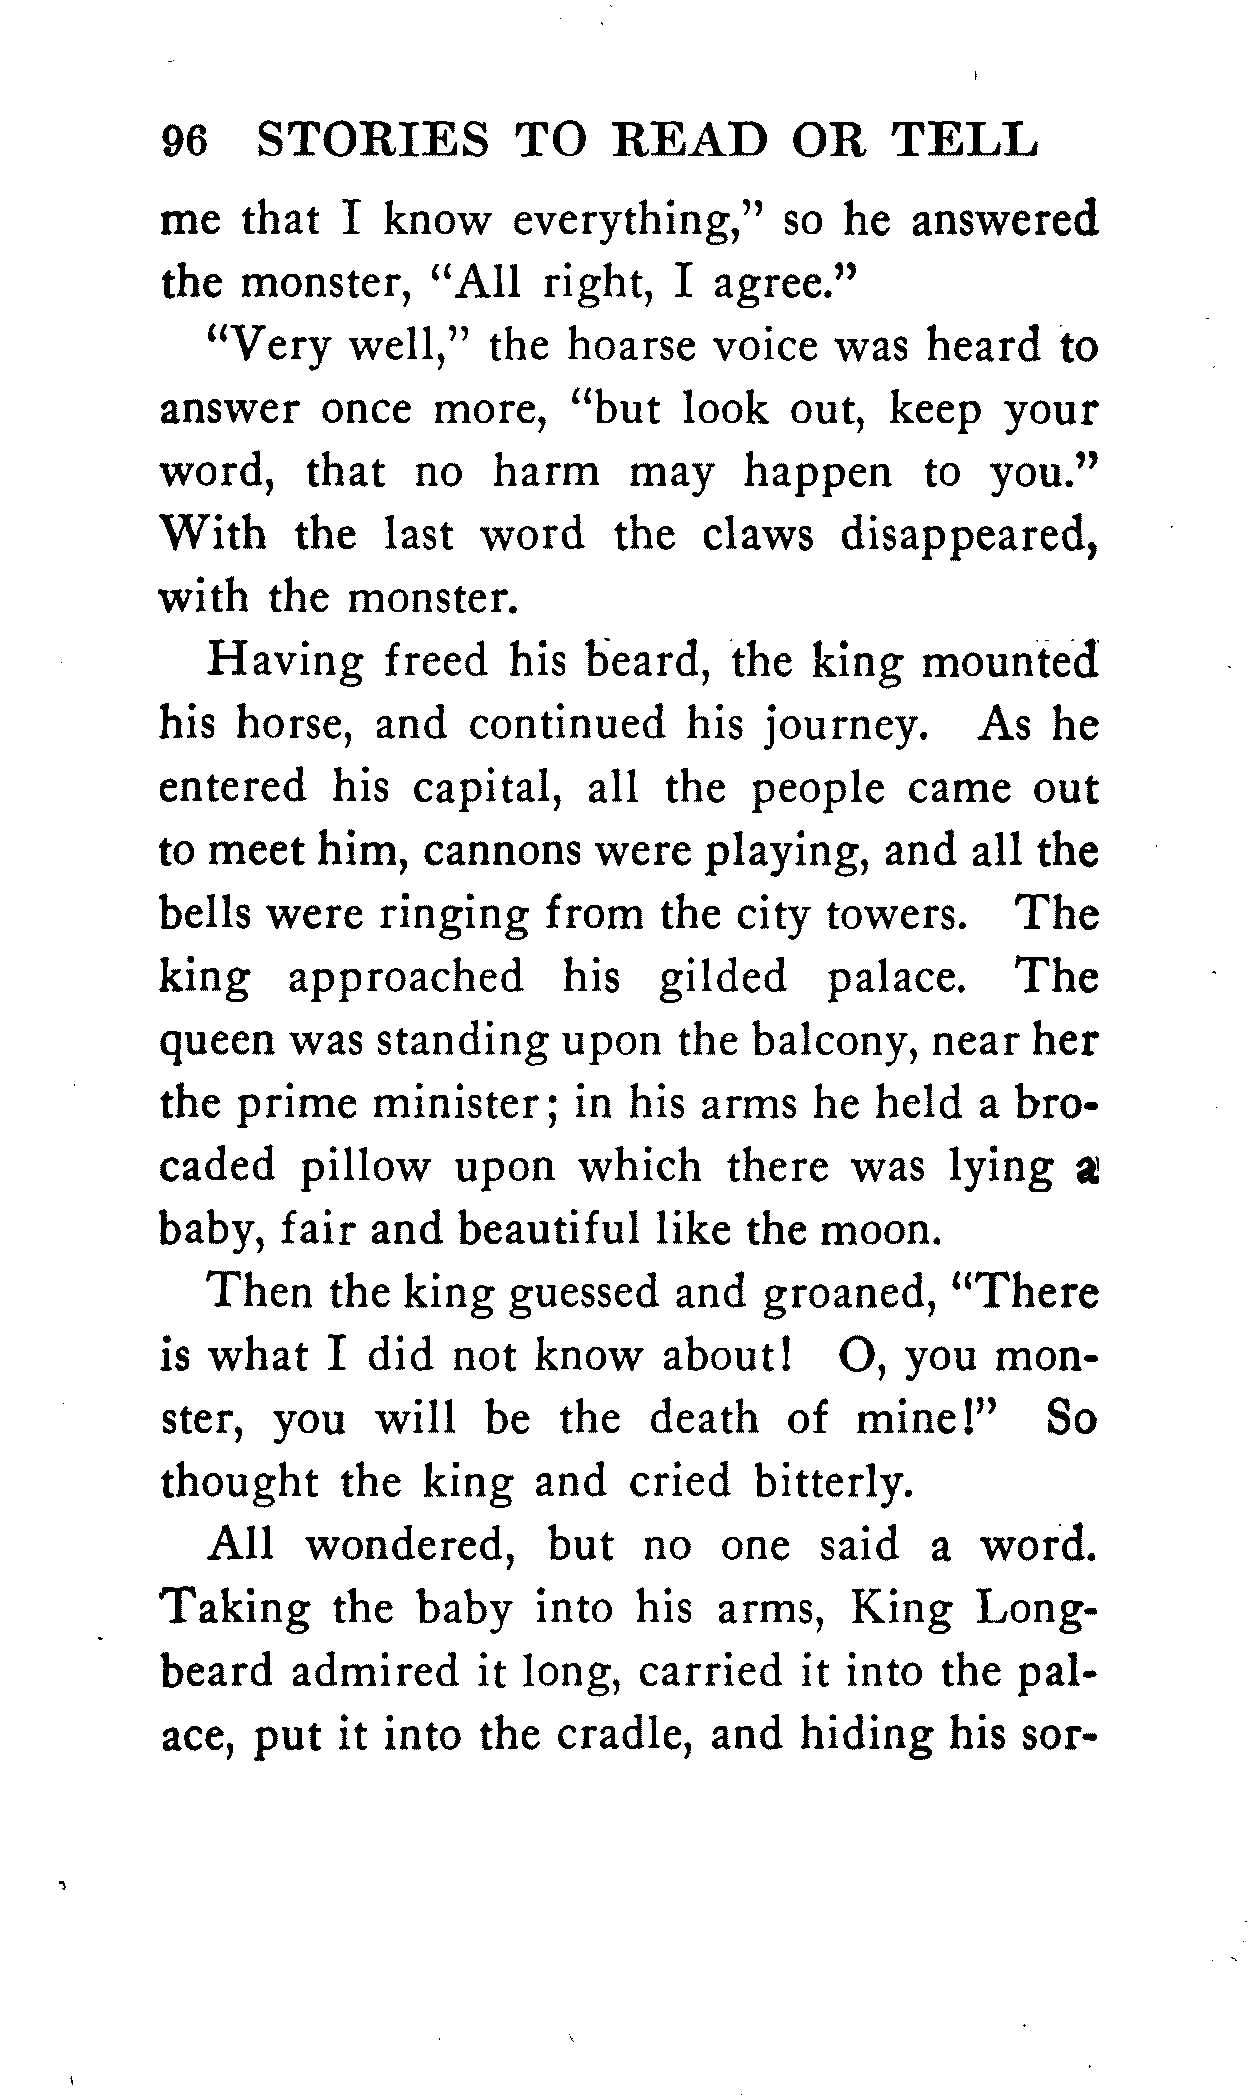 96 STORIES TO READ OR TELL
me that I know everything," so he answered
the monster, "All right, I agree."
"Very well," the hoarse voice was heard to
answer once more, "but look out, keep your
word, that no harm may happen to you."
With the last word the claws disappeared,
with the monster.
Having freed his beard, the king mounted
his horse, and continued his journey. As he
entered his capital, all the people came out
to meet him, cannons were playing, and all the
bells were ringing from the city towers. The
king approached his gilded palace. The
queen was standing upon the balcony, near her
the prime minister; in his arms he held a bro-
caded pillow upon which there was lying a
baby, fair and beautiful like the moon.
Then the king guessed and groaned, "There
is what I did not know about! O, you mon-
ster, you will be the death of mine!" So
thought the king and cried bitterly.
All wondered, but no one said a word.
Taking the baby into his arms, King Long-
beard admired it long, carried it into the pal-
ace, put it into the cradle, and hiding his sor-